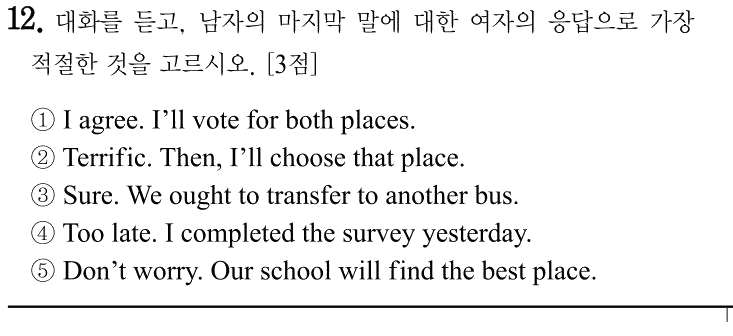 12. 대화를 듣고, 남자의 마지막 말에 대한 여자의 응답으로 가장
적절한 것을 고르시오. [3점]
① I agree. I’ll vote for both places.
② Terrific. Then, I’ll choose that place.
③ Sure. We ought to transfer to another bus.
④ Too late. I completed the survey yesterday.
⑤ Don’t worry. Our school will find the best place.